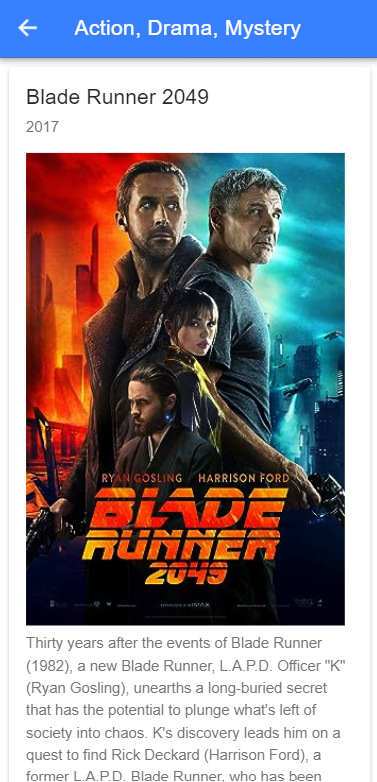 Action, Drama, Mystery
Blade Runner 2049
2017
RYAN GOSLING HARRISON FORD
BLADE
RUNNER
2049
IMAX
Thirty years after the events of Blade Runner
(1982), a new Blade Runner, L.A.P.D. Officer "K"
(Ryan Gosling), unearths a long-buried secret
that has the potential to plunge what's left of
society into chaos. K's discovery leads him on a
quest to find Rick Deckard (Harrison Ford), a
former L.A.P.D. Blade Runner, who has been